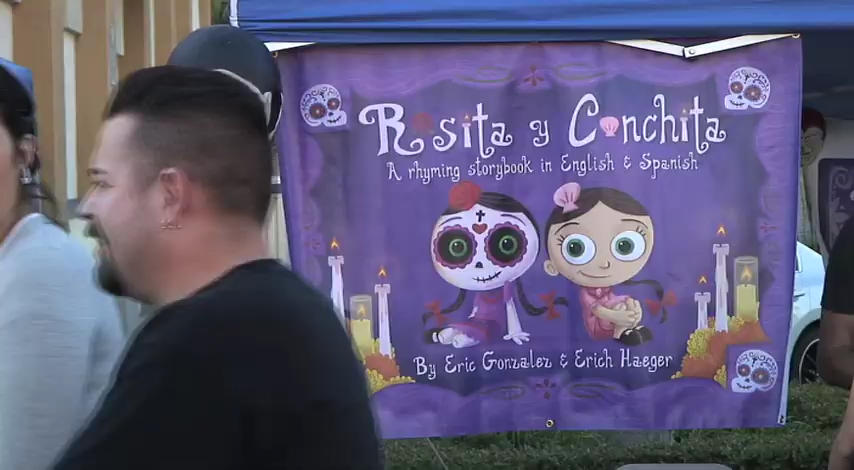 Rosita y Conchita
A rhyming storybook in English & Spanish
By Eric Gonzalez & Erich Haeger